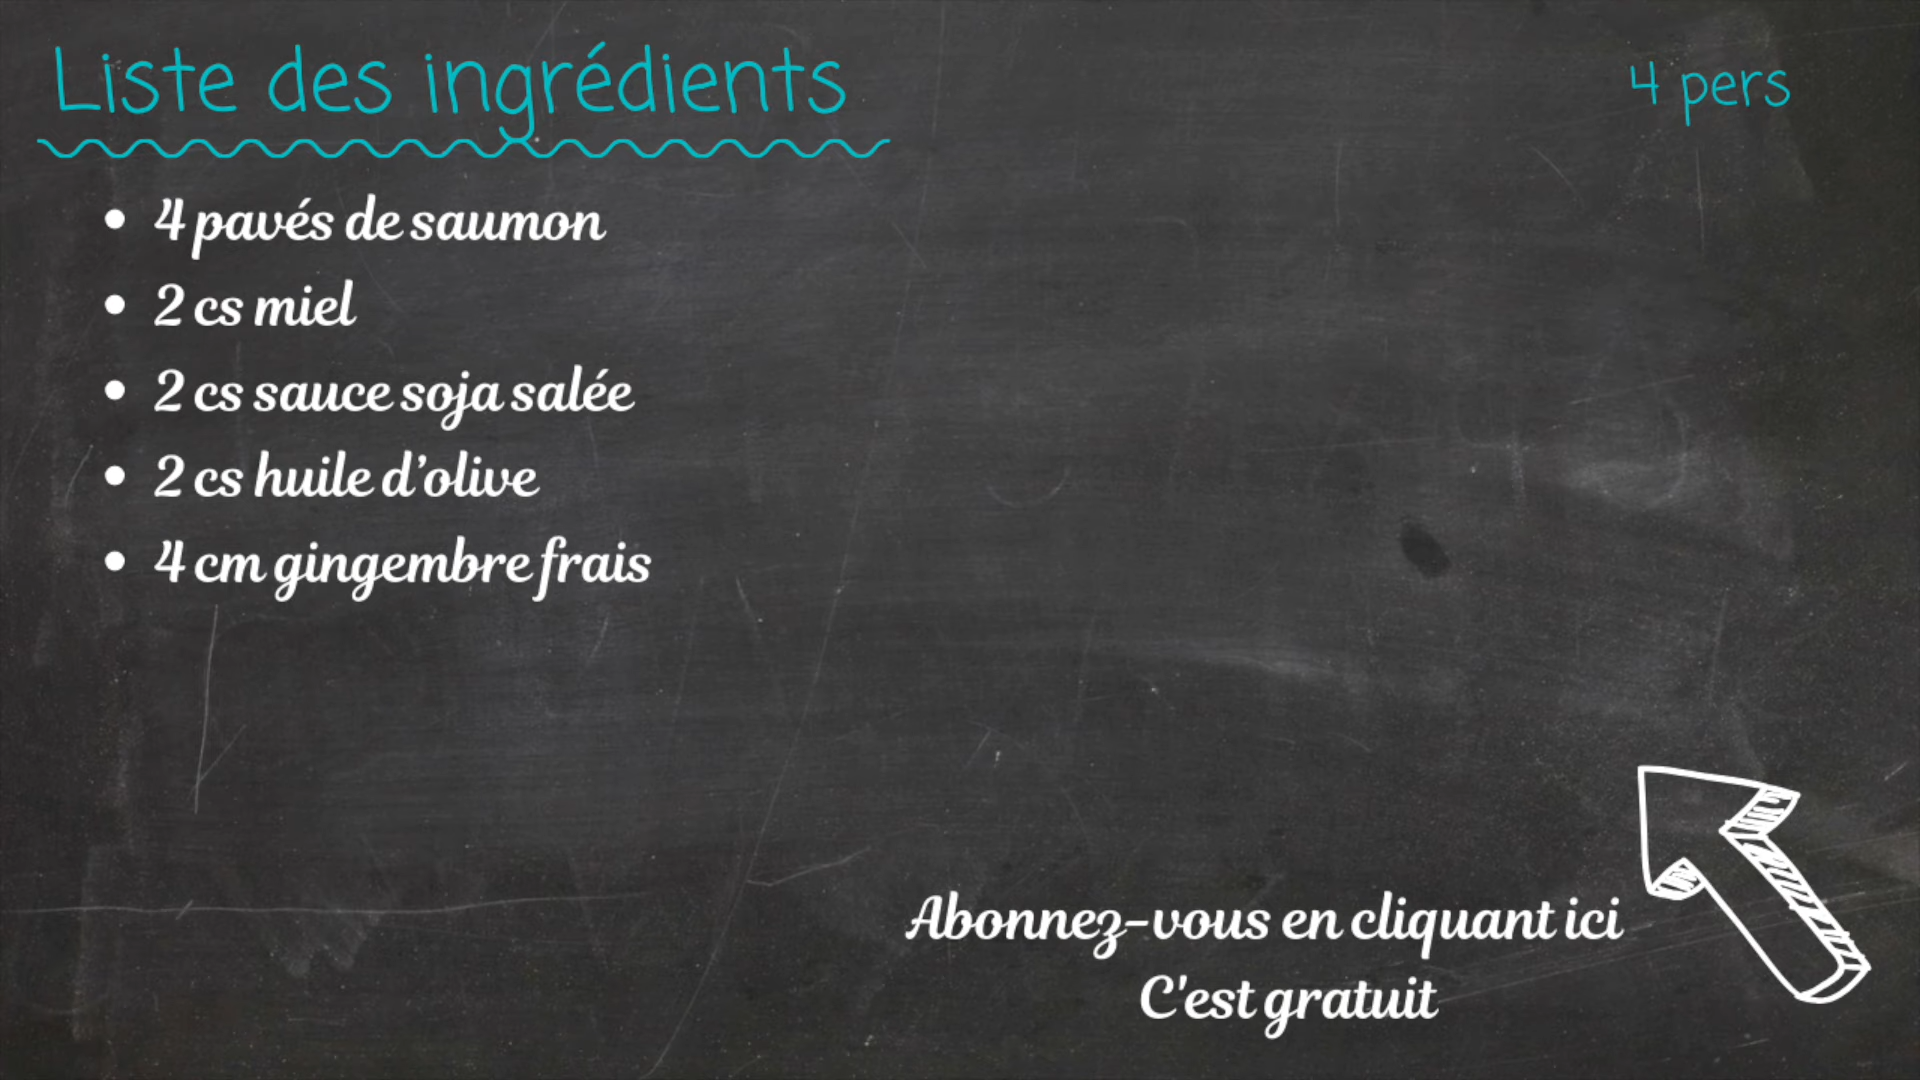 Liste des ingrédients
4 pers
4 pavés de saumon
2 cs miel
2 cs sauce soja salée
2 cs huile d’olive
4 cm gingembre frais
Abonnez-vous en cliquant ici
C'est gratuit